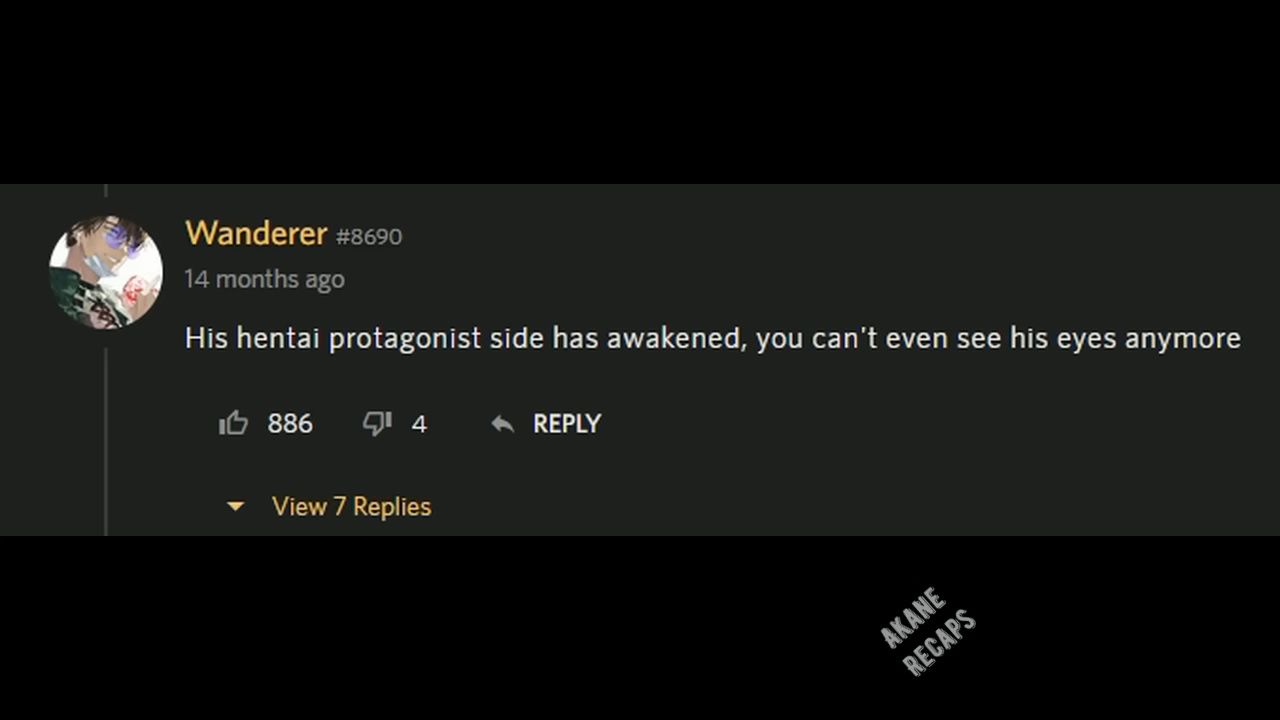 Wanderer #8690
14 months ago
His hentai protagonist side has awakened, you can't even see his eyes anymore
886 4 REPLY
View 7 Replies
AKANE
RECAPS